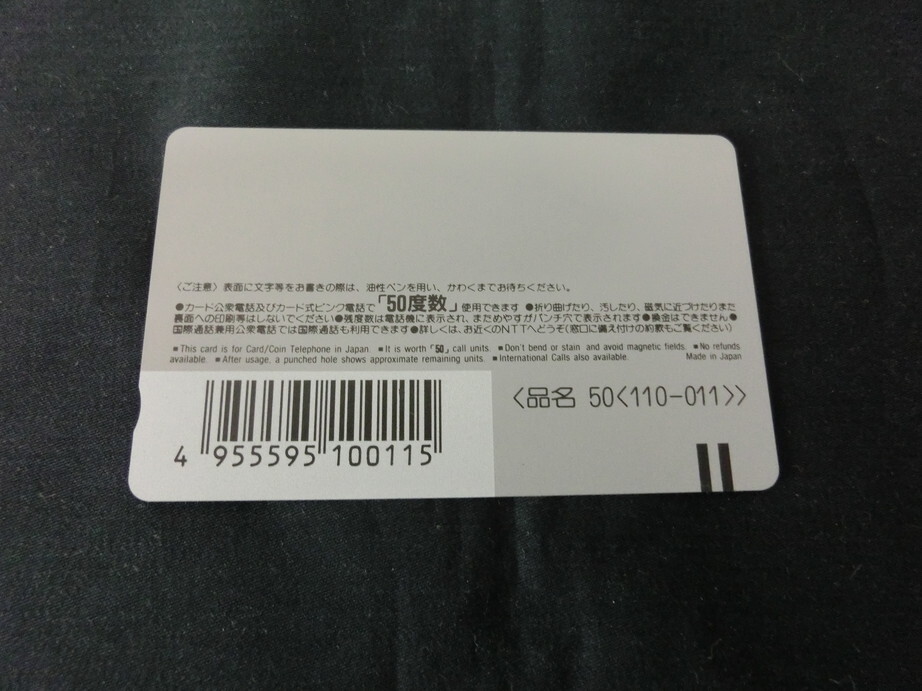 〈ご注意〉表面に文字等をお書きの際は、油性ペンを用い、かわくまでお待ちください。
●カード公衆電話及びカード式ピンク電話で「50度数」使用できます ●折り曲げたり、汚したり、磁気に近づけたりまた
裏面への印刷等はしないでください●残度数は電話機に表示され、まためやすがパンチ穴で表示されます●換金はできません●
国際通話兼用公衆電話では国際通話も利用できます●詳しくは、お近くのNTTへどうぞ(窓口に備え付けの約款もご覧ください)
■This card is for Card/Coin Telephone in Japan. ■It is worth「50」call units. ■Don't bend or stain and avoid magnetic fields. ■No refunds
available. ■After usage, a punched hole shows approximate remaining units. ■International Calls also available. Made in Japan
〈品名 50〈110-011〉〉
4 955595 100115